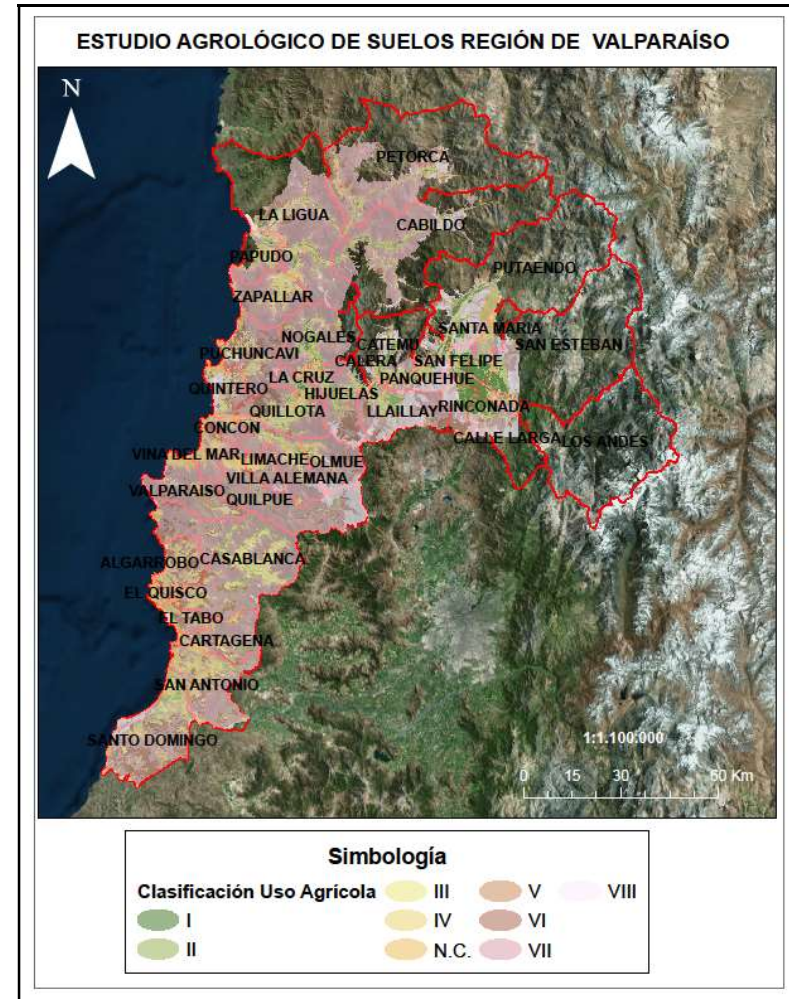 ESTUDIO AGROLÓGICO DE SUELOS REGIÓN DE VALPARAÍSO
N
PETORCA
LA LIGUA
CABILDO
PAPUDO
PUTAENDO
ZAPALLAR
SANTA MARIA
NOGALES
CATEMU
SAN ESTEBAN
PUCHUNCAVI
CALERA
SAN FELIPE
LA CRUZ
PANQUEHUE
QUINTERO
HIJUELAS
QUILLOTA
LLAILLAY
RINCONADA
CONCON
CALLE LARGA
LOS ANDES
VINA DEL MAR
LIMACHE
OLMUE
VILLA ALEMANA
VALPARAISO
QUILPUE
ALGARROBO
CASABLANCA
EL QUISCO
EL TABO
CARTAGENA
SAN ANTONIO
SANTO DOMINGO
1:1.100.000
0 15 30 60 Km
Simbología
Clasificación Uso Agrícola
I
II
III
IV
N.C.
V
VI
VII
VIII